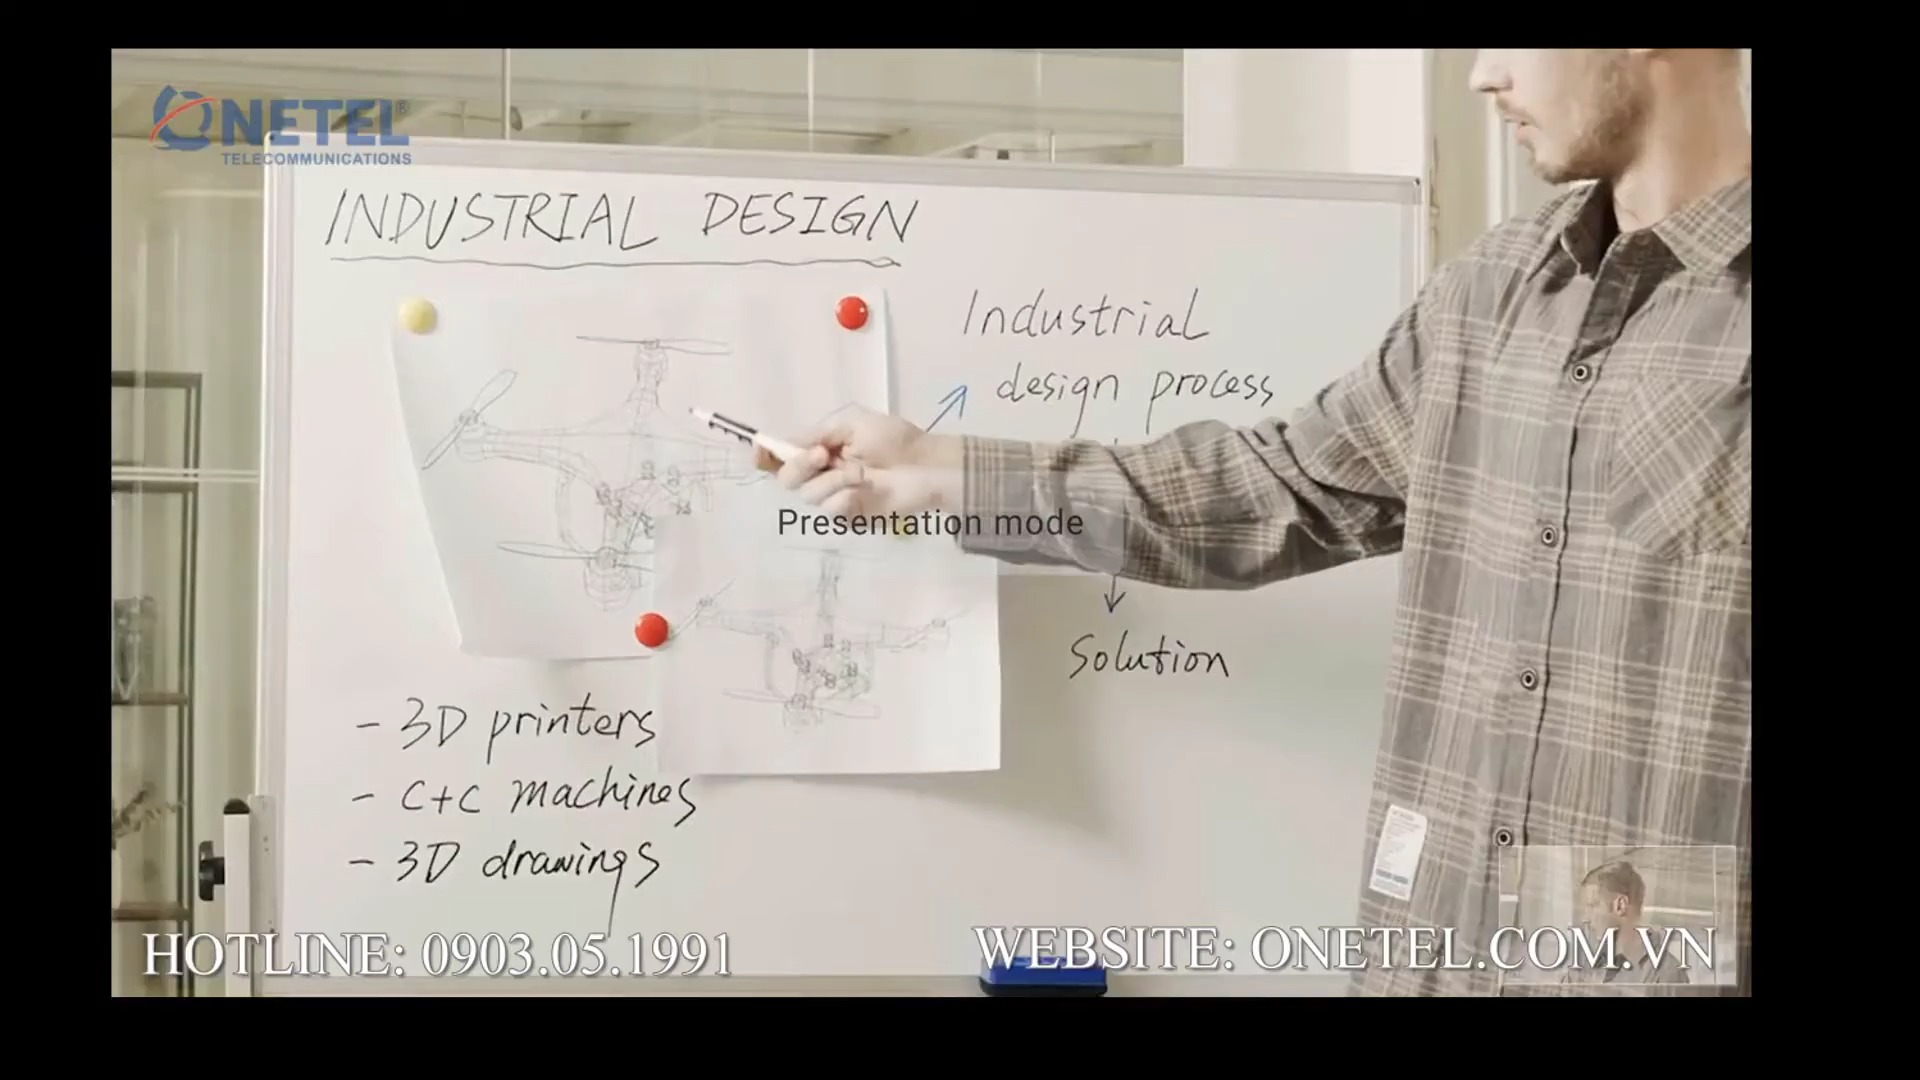 ONETEL®
TELECOMMUNICATIONS
INDUSTRIAL DESIGN
Industrial
design process
Presentation mode
Solution
- 3D printers
- C+C machines
- 3D drawings
HOTLINE: 0903.05.1991
WEBSITE: ONETEL.COM.VN